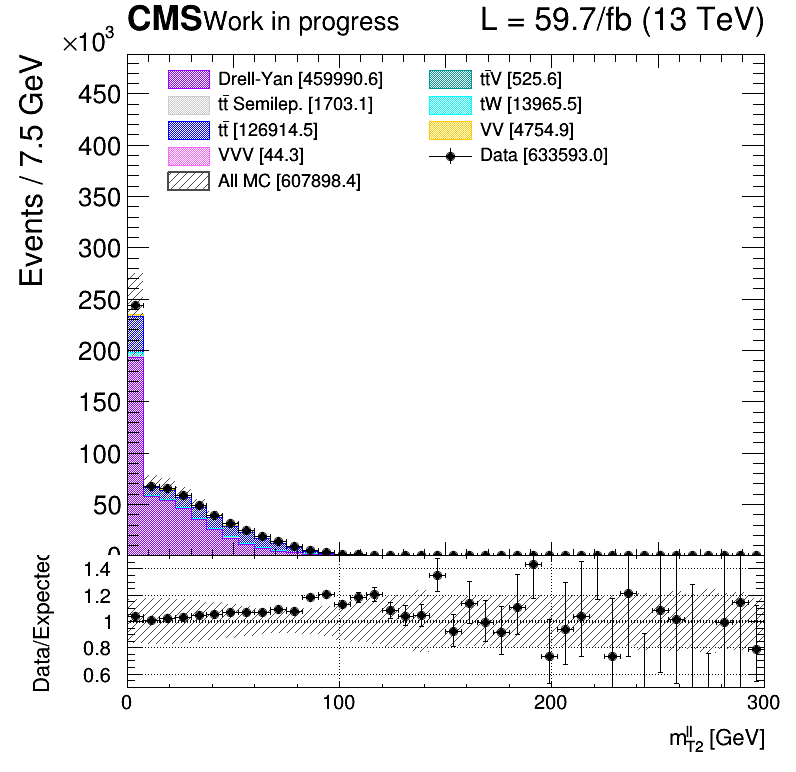 CMS Work in progress L = 59.7/fb (13 TeV)
×10³
Events / 7.5 GeV
450
400
350
300
250
200
150
100
50
0
Drell-Yan [459990.6]
tt̄ Semilep. [1703.1]
tt̄ [126914.5]
VVV [44.3]
All MC [607898.4]
tt̄V [525.6]
tW [13965.5]
VV [4754.9]
Data [633593.0]
Data/Expected
1.4
1.2
1
0.8
0.6
0 100 200 300
m_T2^ll [GeV]